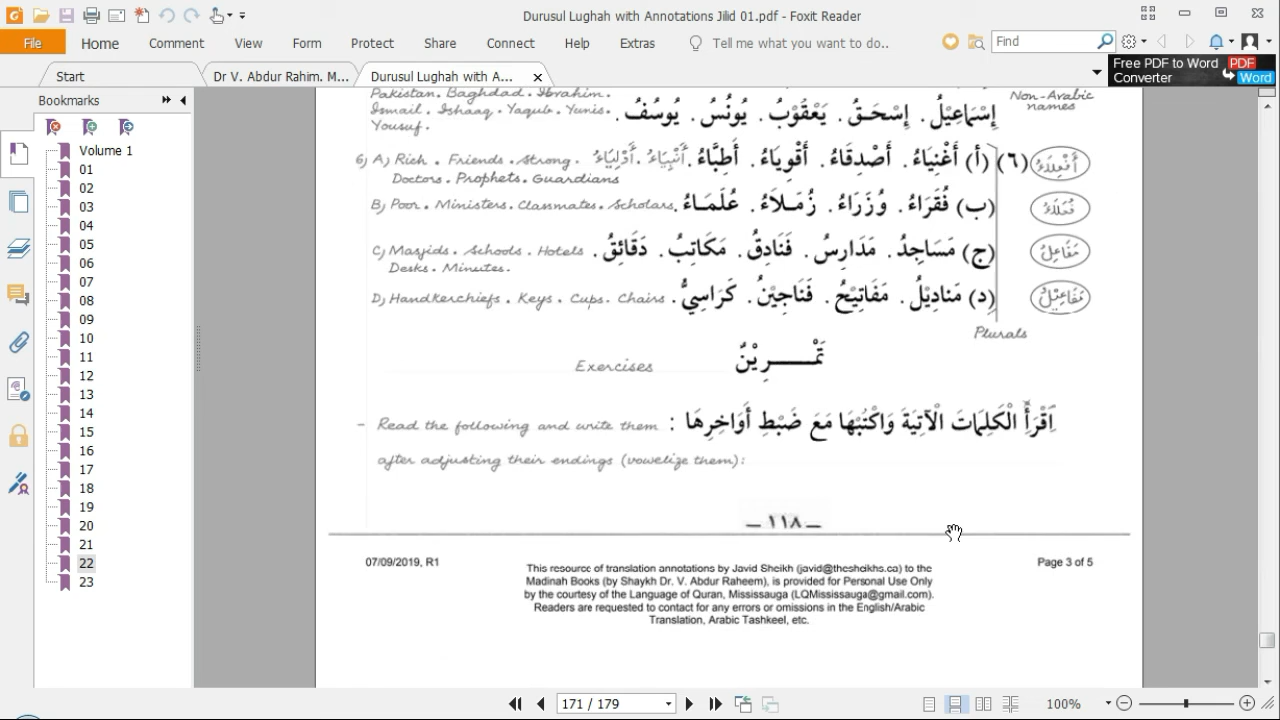 Durusul Lughah with Annotations Jilid 01.pdf - Foxit Reader
File Home Comment View Form Protect Share Connect Help Extras Tell me what you want to do.. Find
Start Dr V. Abdur Rahim. M... Durusul Lughah with A...
Free PDF to Word Converter PDF Word
Bookmarks
Volume 1
01
02
03
04
05
06
07
08
09
10
11
12
13
14
15
16
17
18
19
20
21
22
23
Pakistan. Baghdad. Ibrahim.
Ismail. Ishaaq. Yaqub. Yunis.
Yousuf.
إِسْمَاعِيْلُ. إِسْحَـقُ. يَعْقُوْبُ. يُونُسُ. يُوسُفُ.
Non-Arabic
names
6) A) Rich. Friends. Strong.
Doctors. Prophets. Guardians
(٦) (أ) أَغْنِيَاءُ. أَصْدِقَاءُ. أَقْوِيَاءُ. أَطِبَّاءُ. أَنْبِيَاءُ. أَوْلِيَاءُ.
أَفْعِلَاءُ
B) Poor. Ministers. Classmates. Scholars.
(ب) فُقَرَاءُ. وُزَرَاءُ. زُمَـلاَءُ. عُلَمَـاءُ.
فُعَلَاءُ
C) Masjids. Schools. Hotels
Desks. Minutes.
(ج) مَسَاجِدُ. مَدَارِسُ. فَنَادِقُ. مَكَاتِبُ. دَقَائِقُ.
مَفَاعِلُ
D) Handkerchiefs. Keys. Cups. Chairs
(د) مَنَادِيْلُ. مَفَاتِيْحُ. فَنَاجِيْنُ. كَرَاسِيُّ.
مَفَاعِيْلُ
Plurals
Exercises تَمْــــرِيْنٌ
- Read the following and write them
after adjusting their endings (vowelize them):
اِقْرَأْ الْكَلِمَاتَ الْآتِيَةَ وَاكْتُبْهَا مَعَ ضَبْطِ أَوَاخِرِهَا :
– ١١٨ –
07/09/2019, R1
This resource of translation annotations by Javid Sheikh (javid@thesheikhs.ca) to the
Madinah Books (by Shaykh Dr. V. Abdur Raheem), is provided for Personal Use Only
by the courtesy of the Language of Quran, Mississauga (LQMississauga@gmail.com).
Readers are requested to contact for any errors or omissions in the English/Arabic
Translation, Arabic Tashkeel, etc.
Page 3 of 5
171 / 179
100%